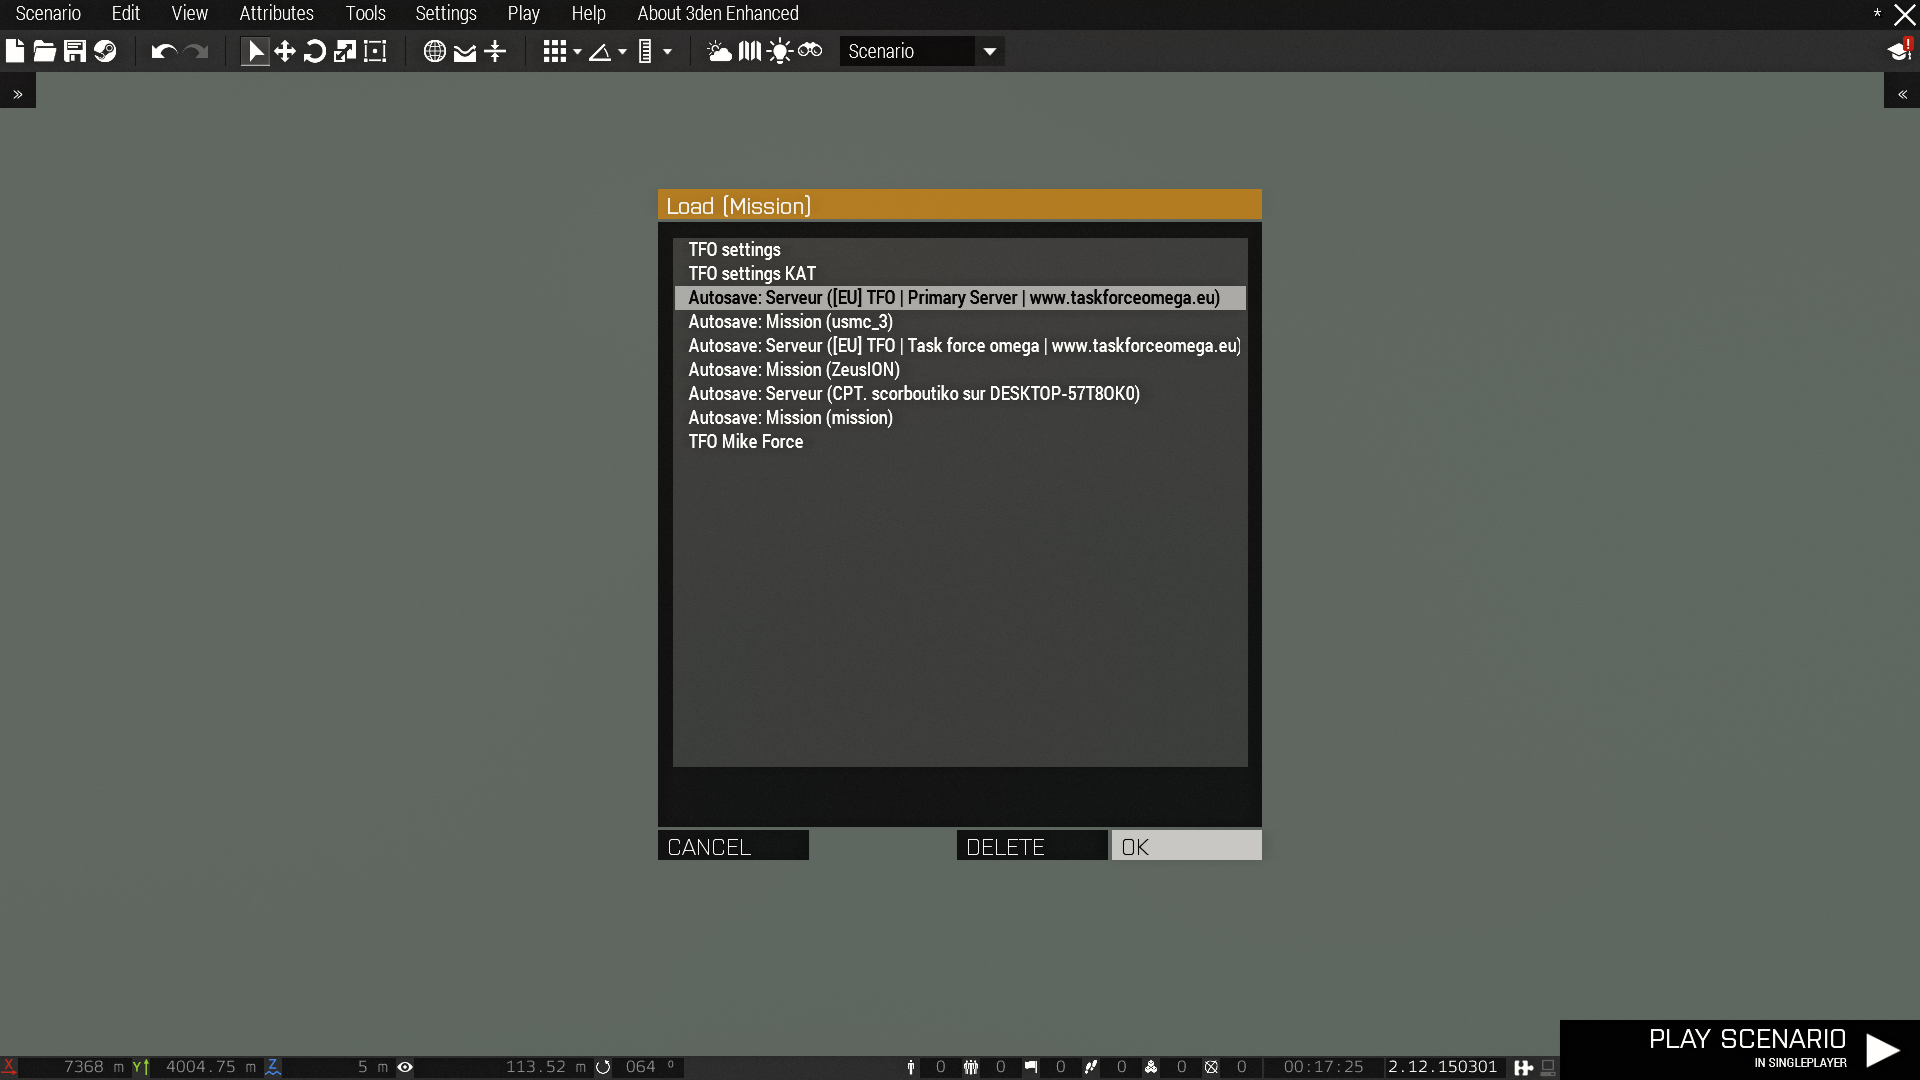 Scenario Edit View Attributes Tools Settings Play Help About 3den Enhanced *
Scenario
» «
Load (Mission)
TFO settings
TFO settings KAT
Autosave: Serveur ([EU] TFO | Primary Server | www.taskforceomega.eu)
Autosave: Mission (usmc_3)
Autosave: Serveur ([EU] TFO | Task force omega | www.taskforceomega.eu)
Autosave: Mission (ZeusION)
Autosave: Serveur (CPT. scorboutiko sur DESKTOP-57T8OK0)
Autosave: Mission (mission)
TFO Mike Force
CANCEL DELETE OK
PLAY SCENARIO
IN SINGLEPLAYER
X 7368 m Y 4004.75 m Z 5 m 113.52 m 064 ° 0 0 0 0 0 0 00:17:25 2.12.150301